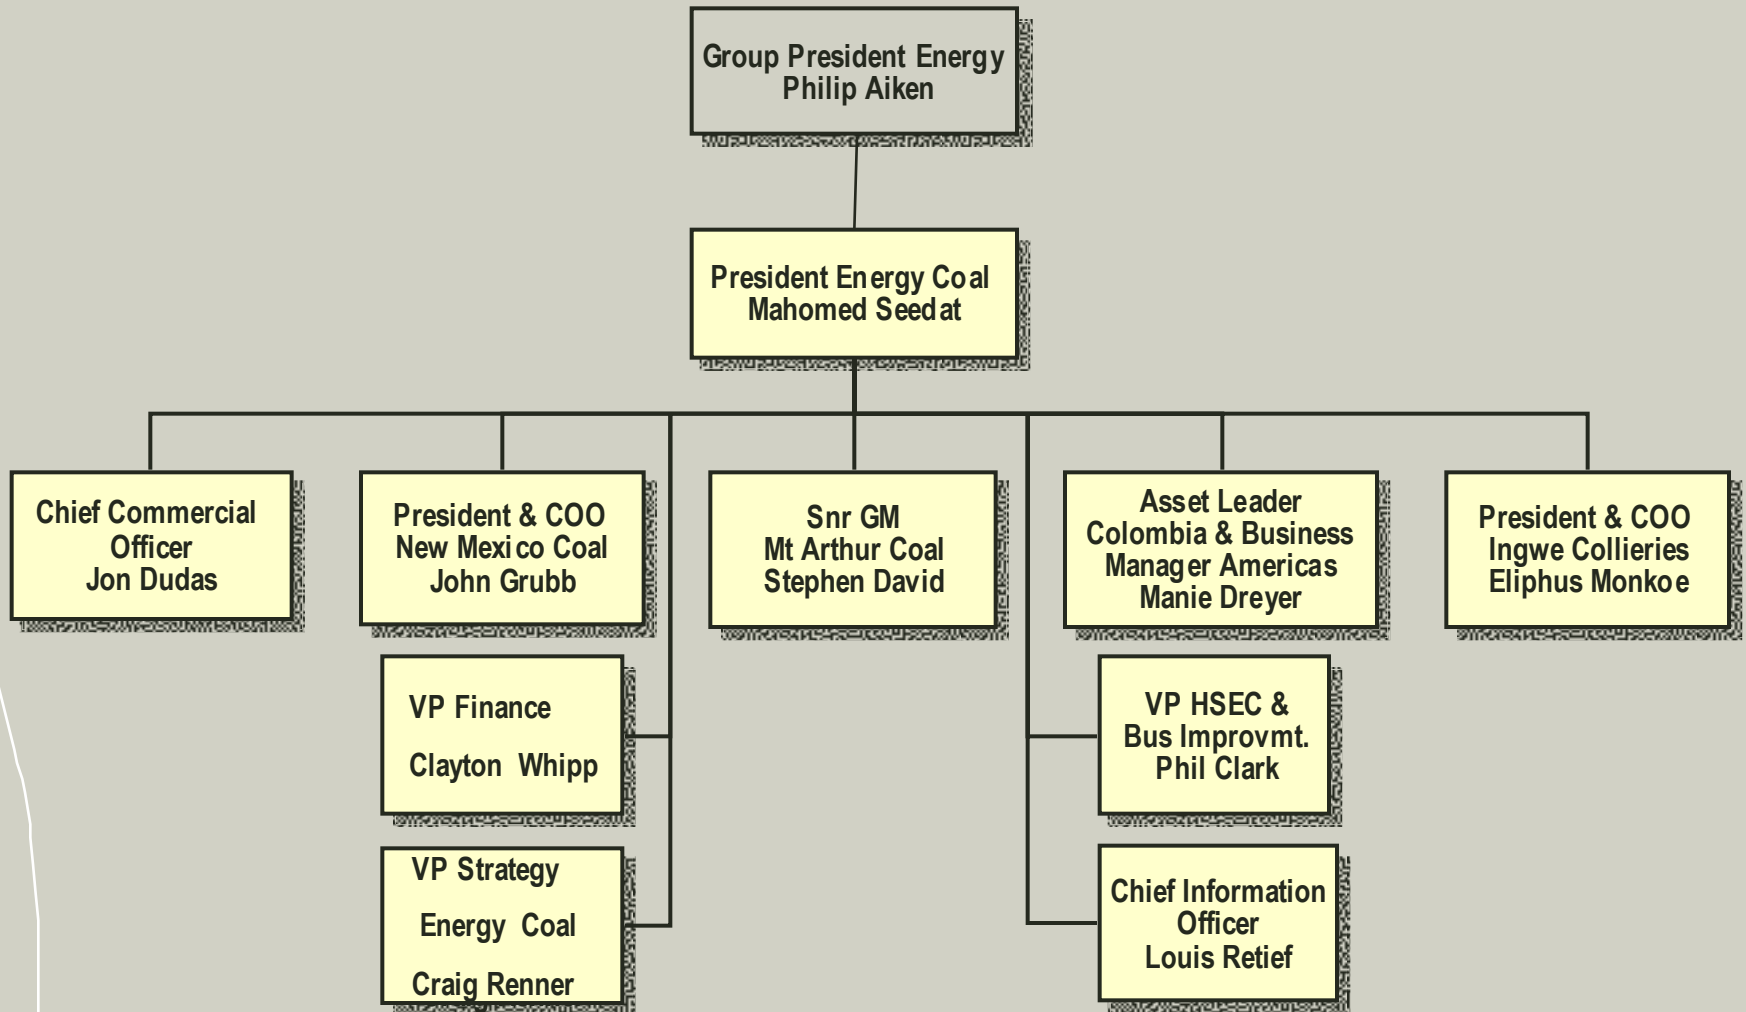 Group President Energy
Philip Aiken
President Energy Coal
Mahomed Seedat
Chief Commercial
Officer
Jon Dudas
President & COO
New Mexico Coal
John Grubb
Snr GM
Mt Arthur Coal
Stephen David
Asset Leader
Colombia & Business
Manager Americas
Manie Dreyer
President & COO
Ingwe Collieries
Eliphus Monkoe
VP Finance
Clayton Whipp
VP HSEC &
Bus Improvmt.
Phil Clark
VP Strategy
Energy Coal
Craig Renner
Chief Information
Officer
Louis Retief